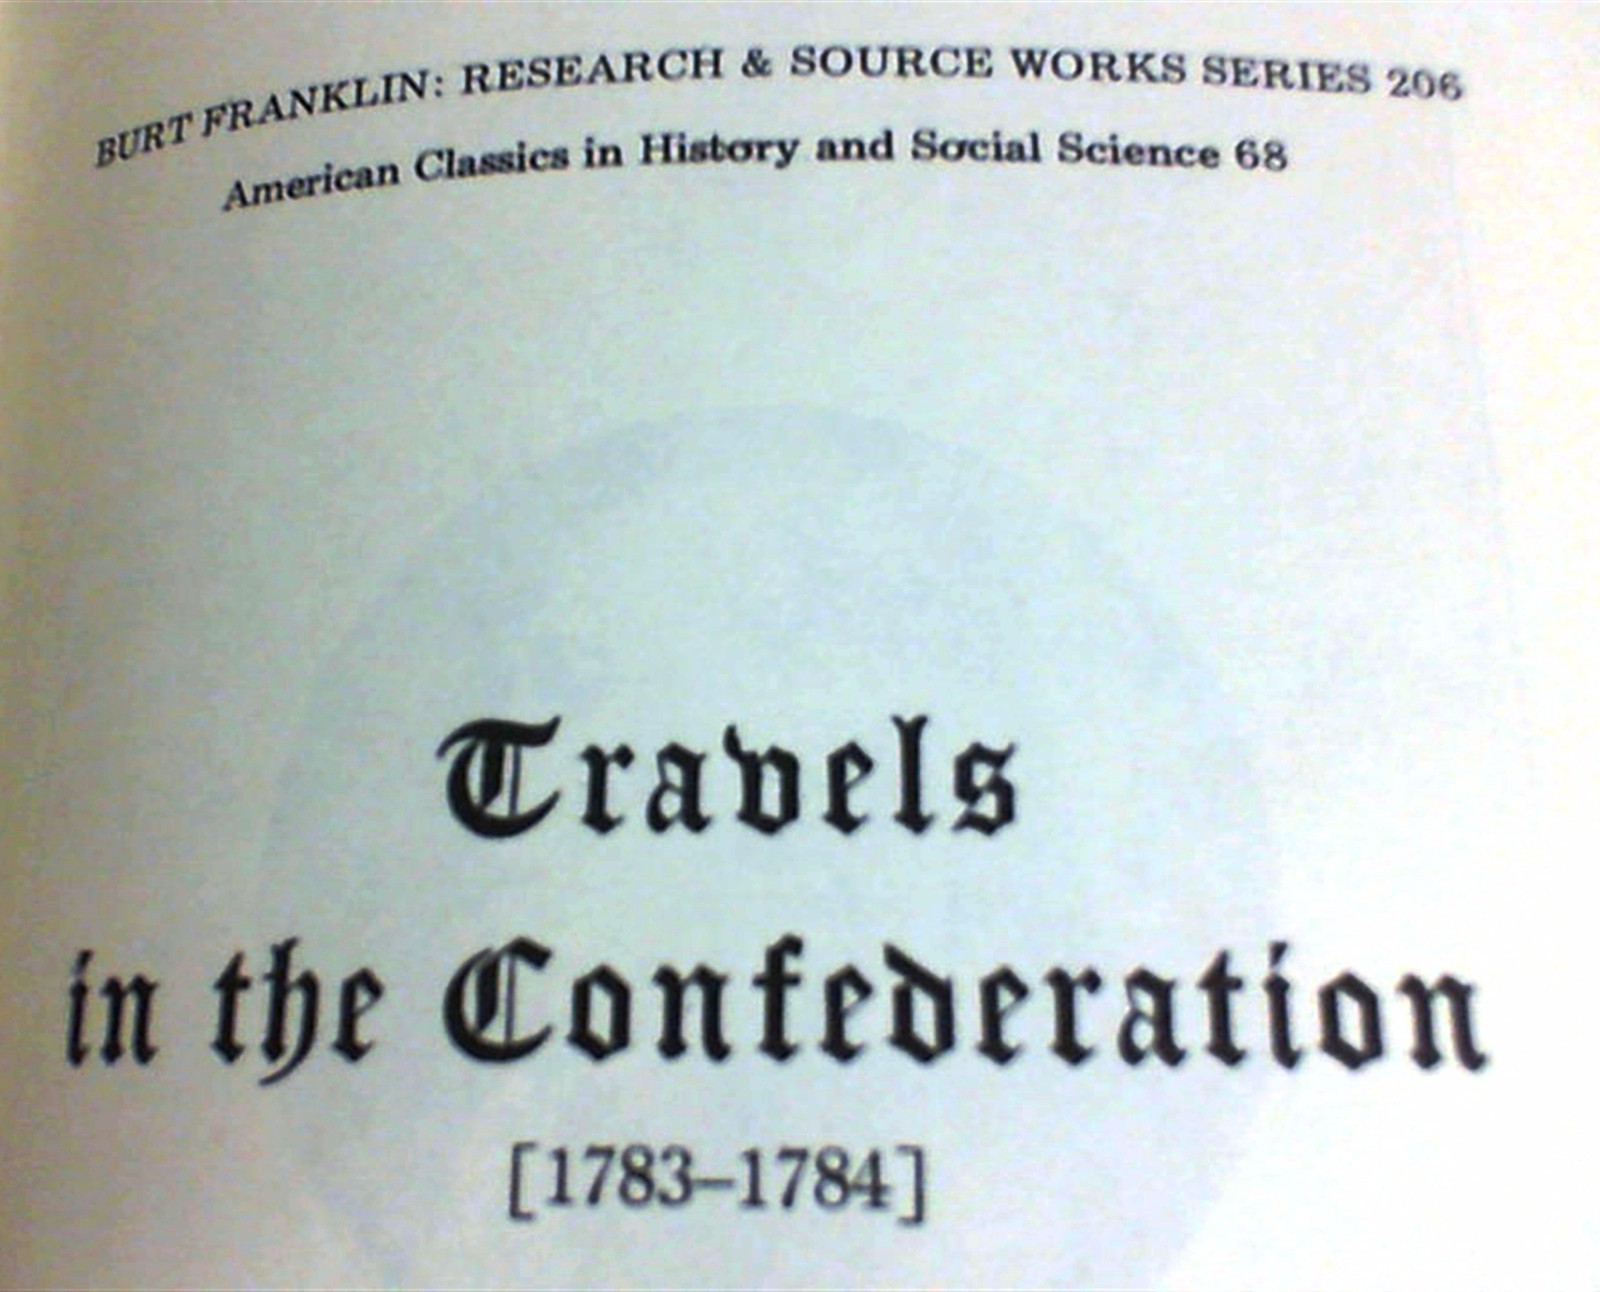 BURT FRANKLIN: RESEARCH & SOURCE WORKS SERIES 206
American Classics in History and Social Science 68
Travels
in the Confederation
[1783–1784]